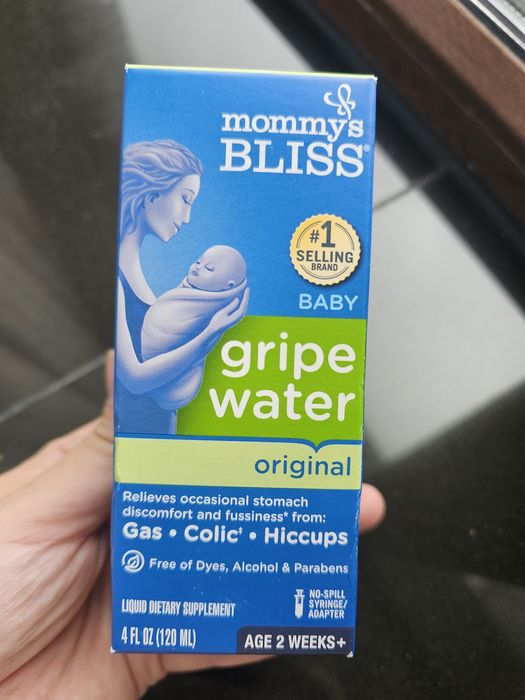 mommy's
BLISS®
#1
SELLING
BRAND
BABY
gripe
water
original
Relieves occasional stomach
discomfort and fussiness* from:
Gas • Colic‡ • Hiccups
Free of Dyes, Alcohol & Parabens
LIQUID DIETARY SUPPLEMENT
NO-SPILL
SYRINGE/
ADAPTER
4 FL OZ (120 ML)
AGE 2 WEEKS+